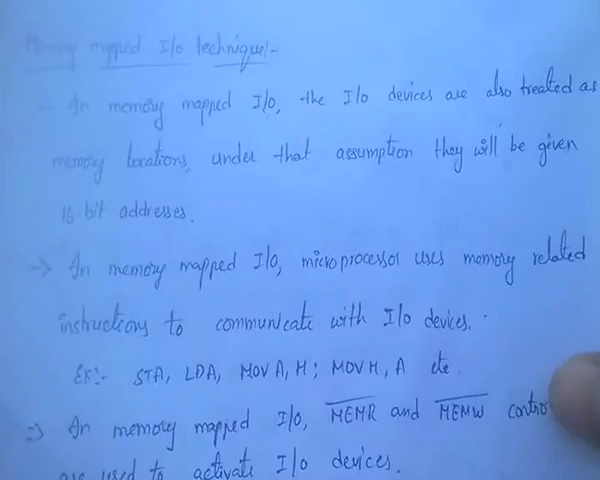 Memory mapped I/O technique:-
- In memory mapped I/O, the I/O devices are also treated as
memory locations, under that assumption they will be given
16-bit addresses.
-> In memory mapped I/O, microprocessor uses memory related
instructions to communicate with I/O devices.
EX:- STA, LDA, MOV A, M; MOV M, A etc.
=> In memory mapped I/O, M̅E̅M̅R̅ and M̅E̅M̅W̅ contro
are used to activate I/O devices.